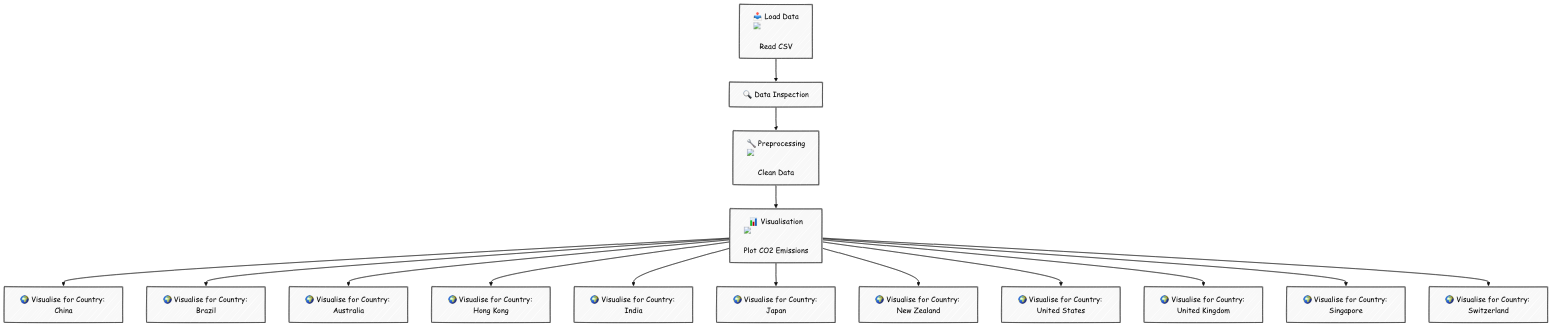 📥 Load Data
Read CSV
🔍 Data Inspection
🔧 Preprocessing
Clean Data
📊 Visualisation
Plot CO2 Emissions
🌍 Visualise for Country:
China
🌍 Visualise for Country:
Brazil
🌍 Visualise for Country:
Australia
🌍 Visualise for Country:
Hong Kong
🌍 Visualise for Country:
India
🌍 Visualise for Country:
Japan
🌍 Visualise for Country:
New Zealand
🌍 Visualise for Country:
United States
🌍 Visualise for Country:
United Kingdom
🌍 Visualise for Country:
Singapore
🌍 Visualise for Country:
Switzerland